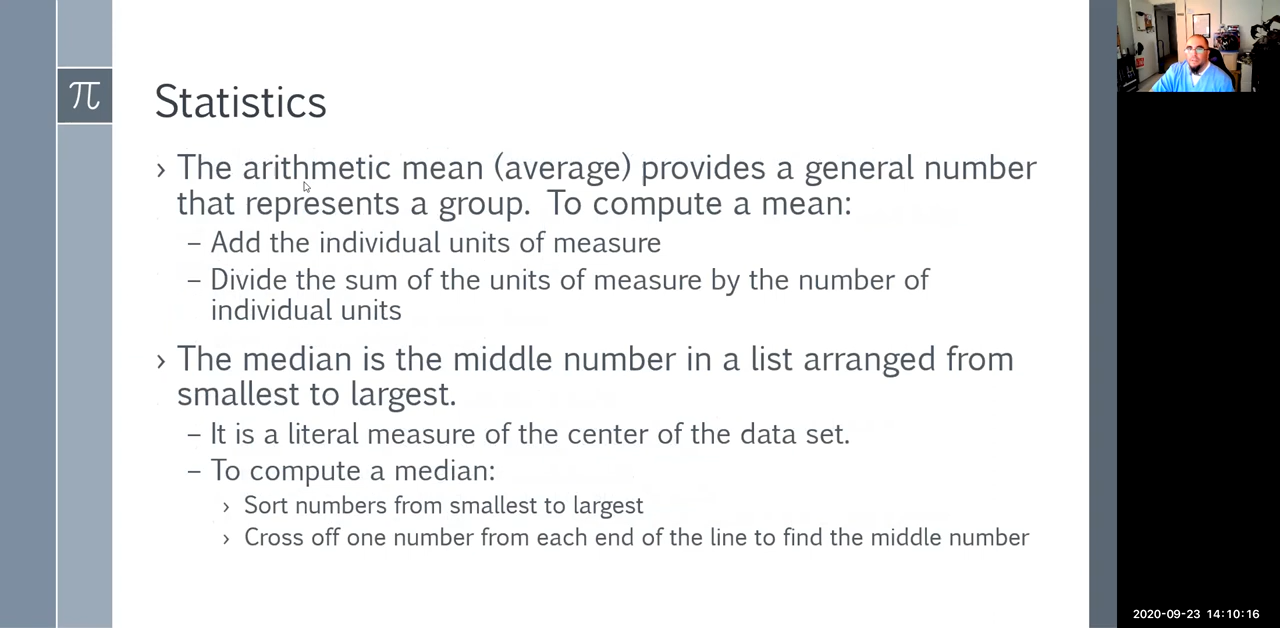 π
Statistics
› The arithmetic mean (average) provides a general number
that represents a group. To compute a mean:
– Add the individual units of measure
– Divide the sum of the units of measure by the number of
individual units
› The median is the middle number in a list arranged from
smallest to largest.
– It is a literal measure of the center of the data set.
– To compute a median:
› Sort numbers from smallest to largest
› Cross off one number from each end of the line to find the middle number
2020-09-23 14:10:16